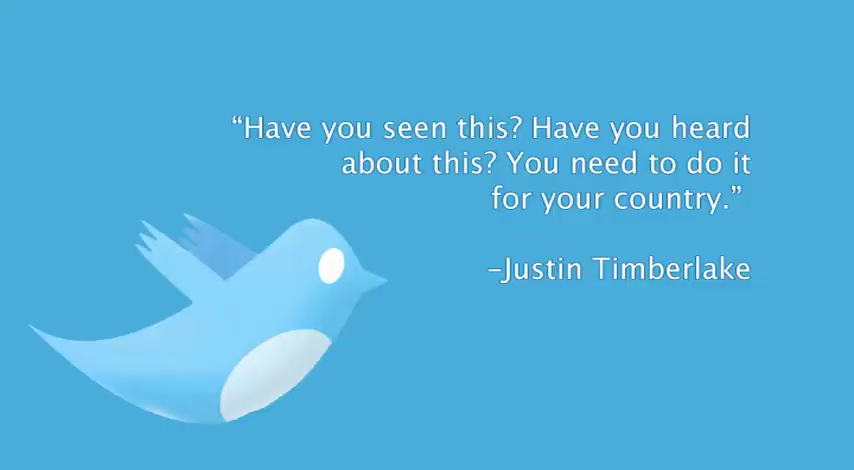 “Have you seen this? Have you heard
about this? You need to do it
for your country.”
–Justin Timberlake